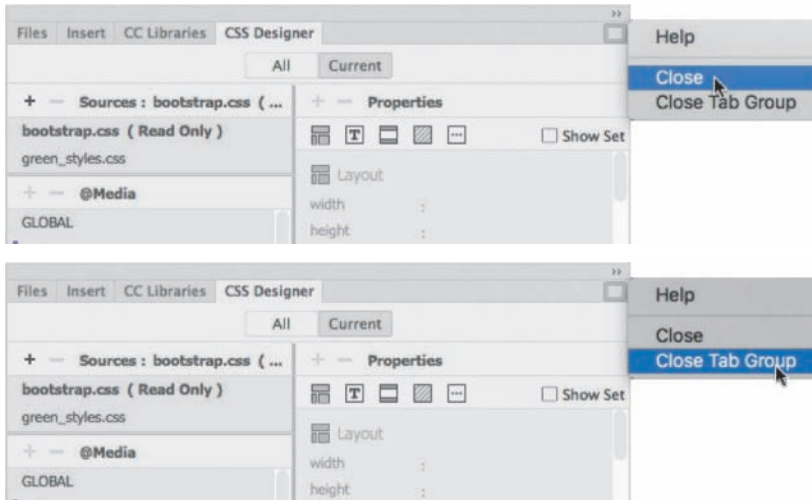 Files Insert CC Libraries CSS Designer
Help
All Current
Close
+ − Sources : bootstrap.css ( ...
+ − Properties
Close Tab Group
bootstrap.css ( Read Only )
T
Show Set
green_styles.css
Layout
+ − @Media
width :
GLOBAL
height :
Files Insert CC Libraries CSS Designer
Help
All Current
Close
+ − Sources : bootstrap.css ( ...
+ − Properties
Close Tab Group
bootstrap.css ( Read Only )
T
Show Set
green_styles.css
Layout
+ − @Media
width :
GLOBAL
height :